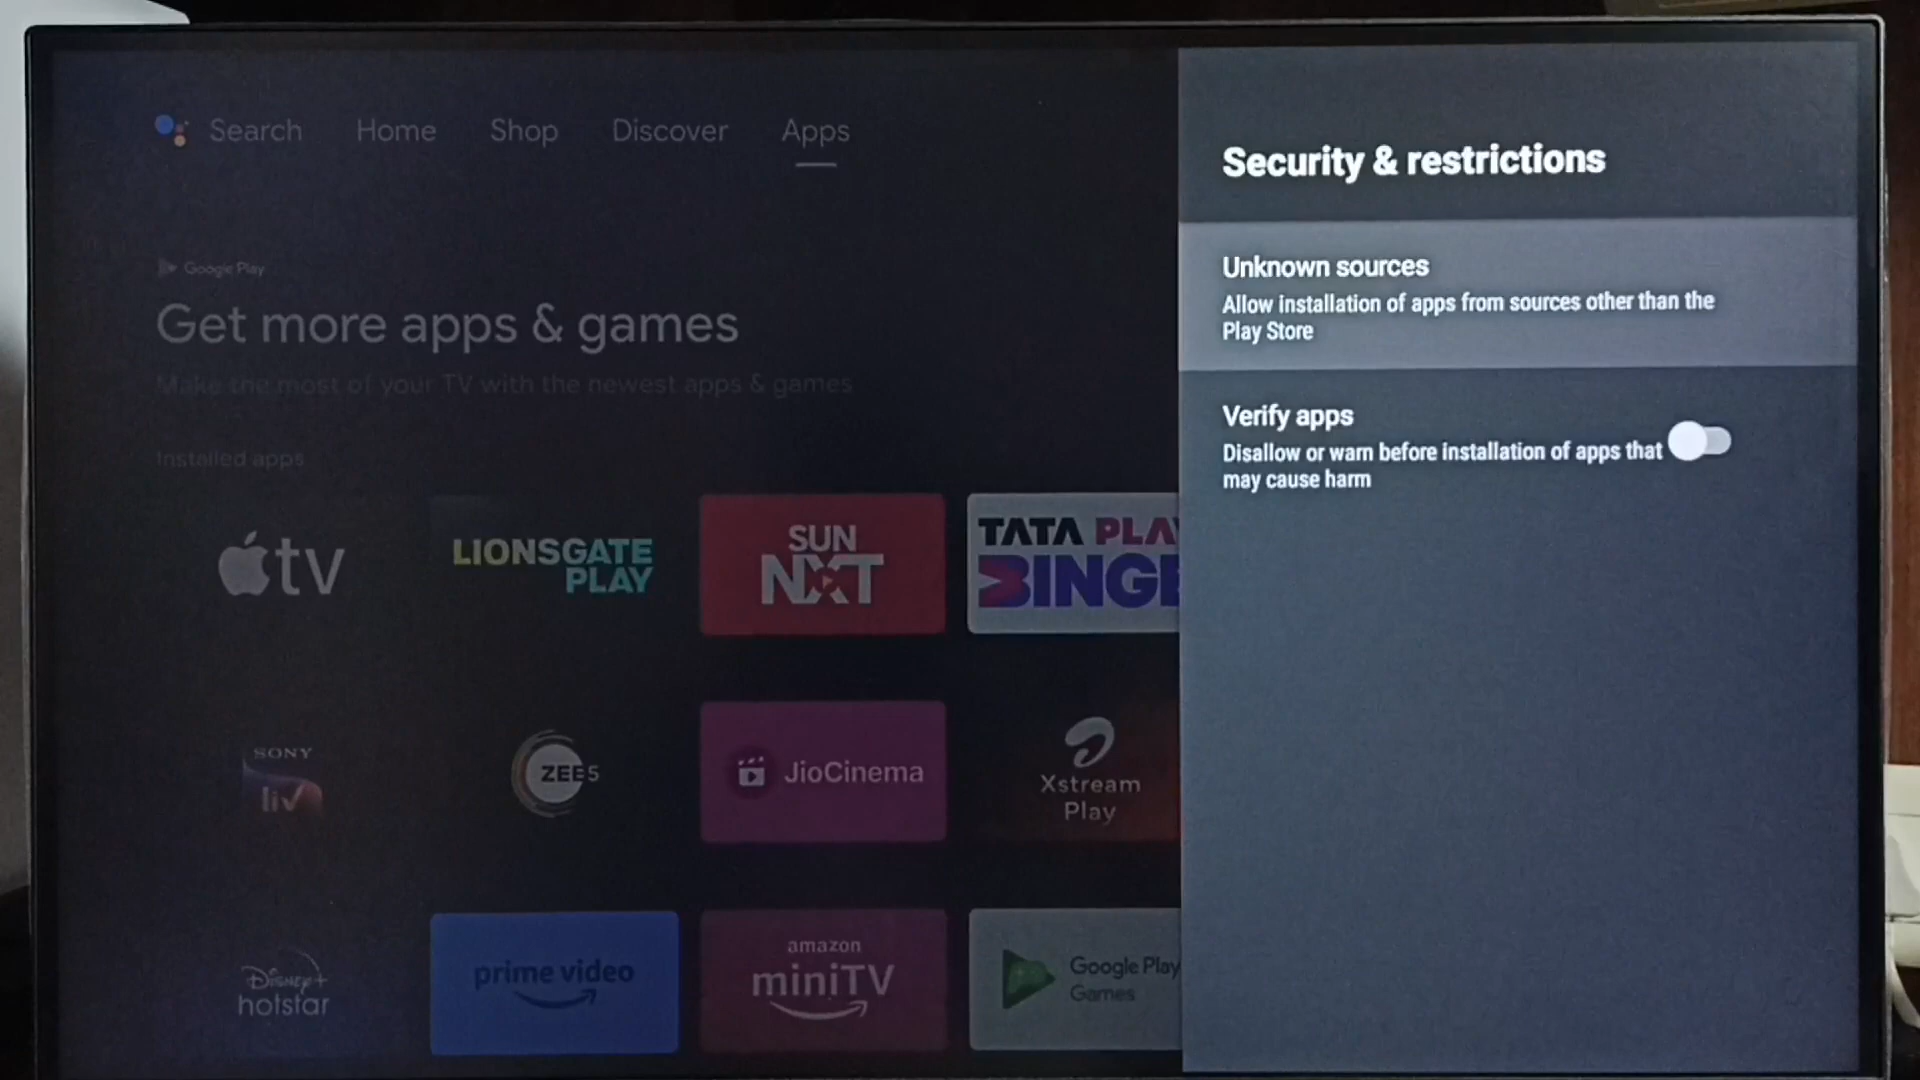 Search Home Shop Discover Apps
Google Play
Get more apps & games
Make the most of your TV with the newest apps & games
Installed apps
tv
LIONSGATE
PLAY
SUN
NXT
TATA PLAY
BINGE
SONY
liv
ZEE5
JioCinema
Xstream
Play
Disney+
hotstar
prime video
amazon
miniTV
Google Play
Games
Security & restrictions
Unknown sources
Allow installation of apps from sources other than the
Play Store
Verify apps
Disallow or warn before installation of apps that
may cause harm